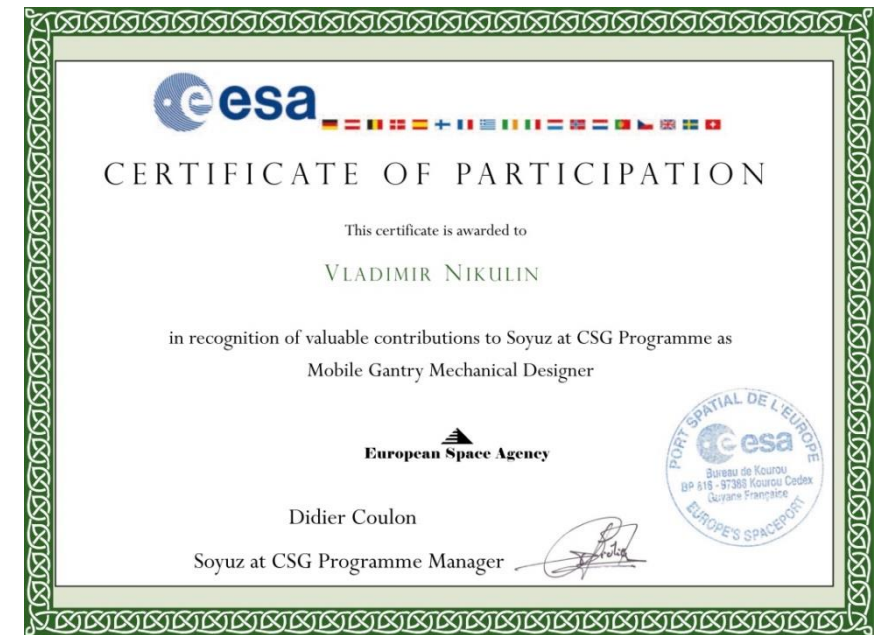 esa
CERTIFICATE OF PARTICIPATION
This certificate is awarded to
VLADIMIR NIKULIN
in recognition of valuable contributions to Soyuz at CSG Programme as
Mobile Gantry Mechanical Designer
European Space Agency
PORT SPATIAL DE L'EUROPE
esa
Bureau de Kourou
BP 816 - 97388 Kourou Cedex
Guyane Française
EUROPE'S SPACEPORT
Didier Coulon
Soyuz at CSG Programme Manager